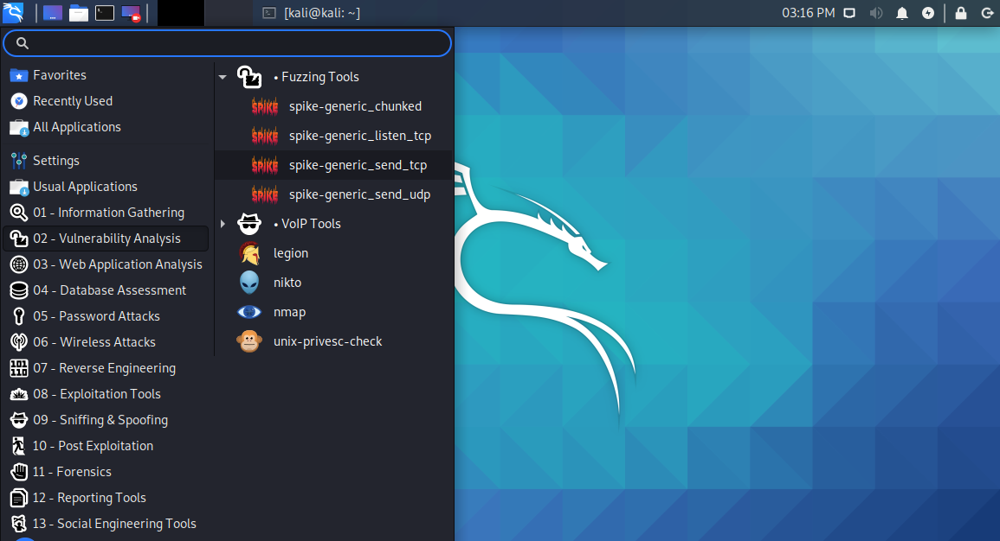 [kali@kali: ~]
03:16 PM
Favorites
Recently Used
All Applications
Settings
Usual Applications
01 - Information Gathering
02 - Vulnerability Analysis
03 - Web Application Analysis
04 - Database Assessment
05 - Password Attacks
06 - Wireless Attacks
07 - Reverse Engineering
08 - Exploitation Tools
09 - Sniffing & Spoofing
10 - Post Exploitation
11 - Forensics
12 - Reporting Tools
13 - Social Engineering Tools
• Fuzzing Tools
SPIKE spike-generic_chunked
SPIKE spike-generic_listen_tcp
SPIKE spike-generic_send_tcp
SPIKE spike-generic_send_udp
• VoIP Tools
legion
nikto
nmap
unix-privesc-check